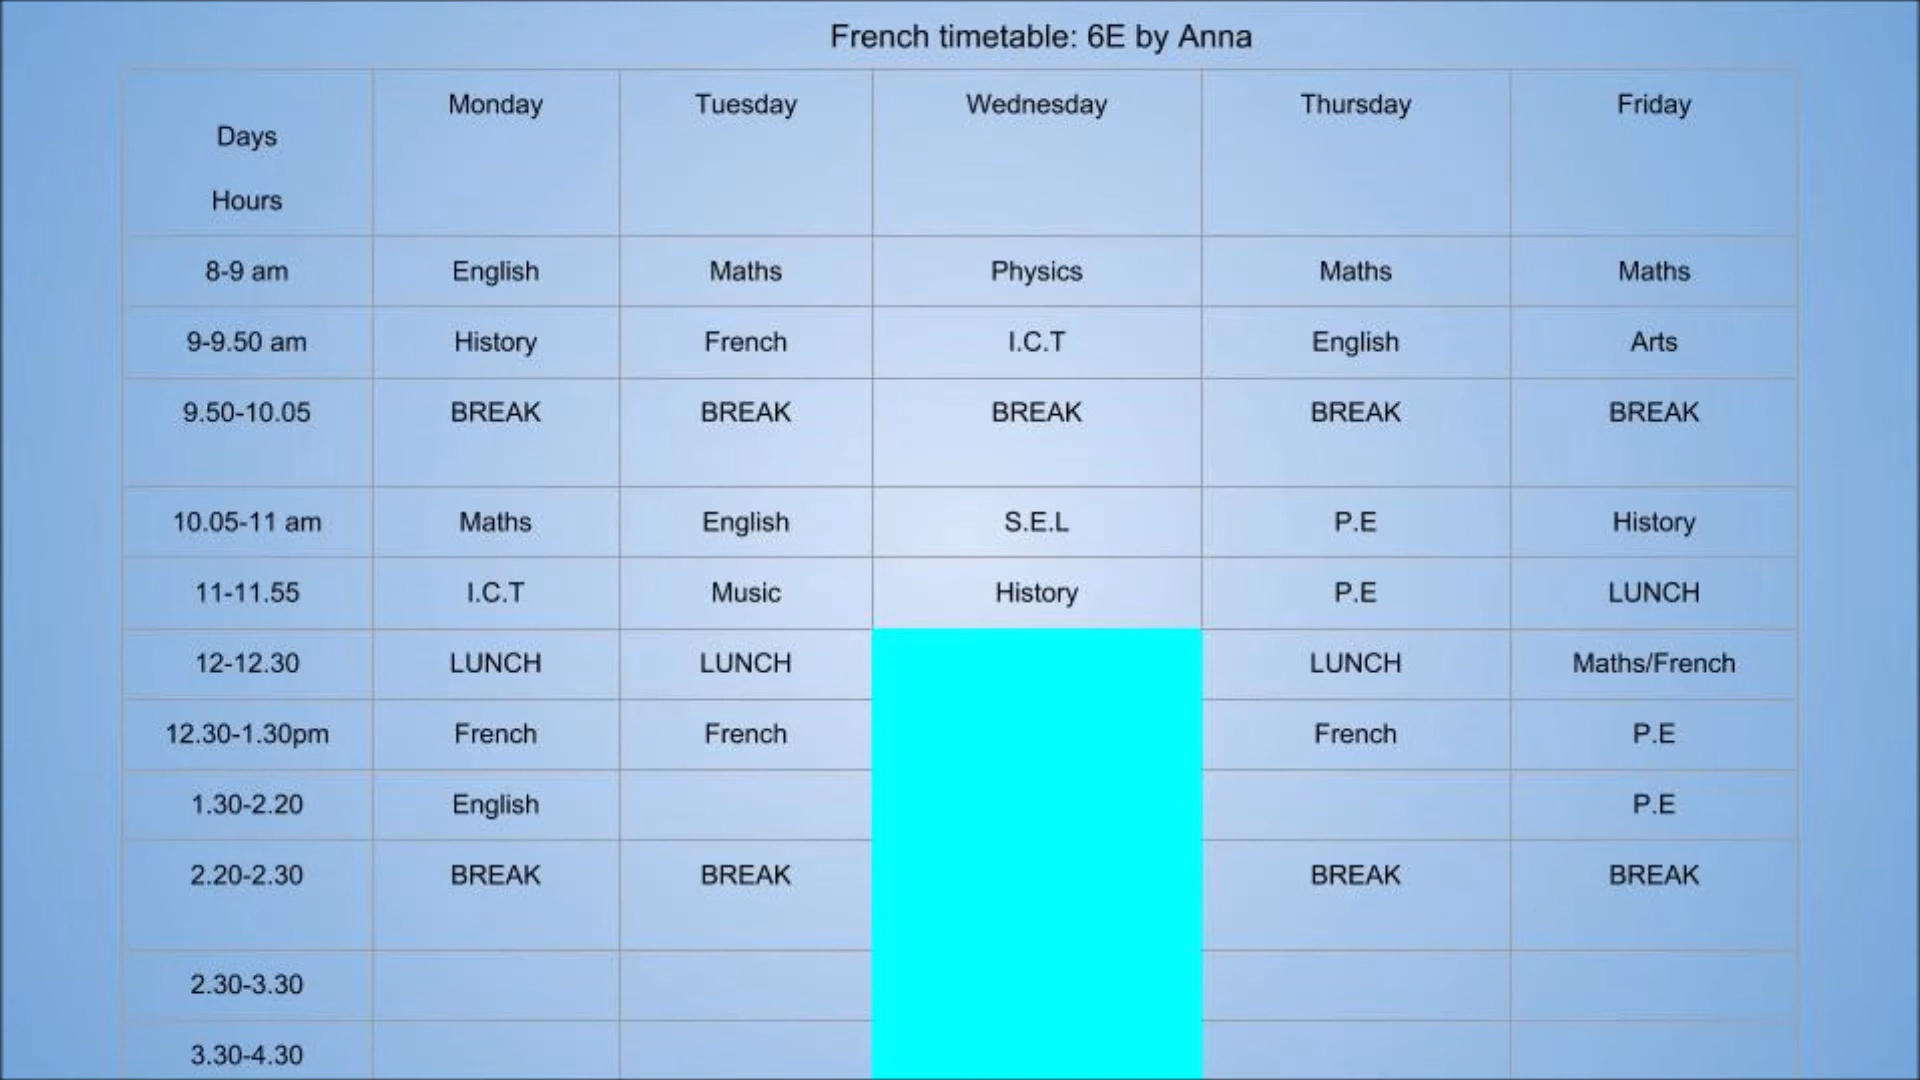 French timetable: 6E by Anna
Days
Hours
Monday Tuesday Wednesday Thursday Friday
8-9 am English Maths Physics Maths Maths
9-9.50 am History French I.C.T English Arts
9.50-10.05 BREAK BREAK BREAK BREAK BREAK
10.05-11 am Maths English S.E.L P.E History
11-11.55 I.C.T Music History P.E LUNCH
12-12.30 LUNCH LUNCH LUNCH Maths/French
12.30-1.30pm French French French P.E
1.30-2.20 English P.E
2.20-2.30 BREAK BREAK BREAK BREAK
2.30-3.30
3.30-4.30